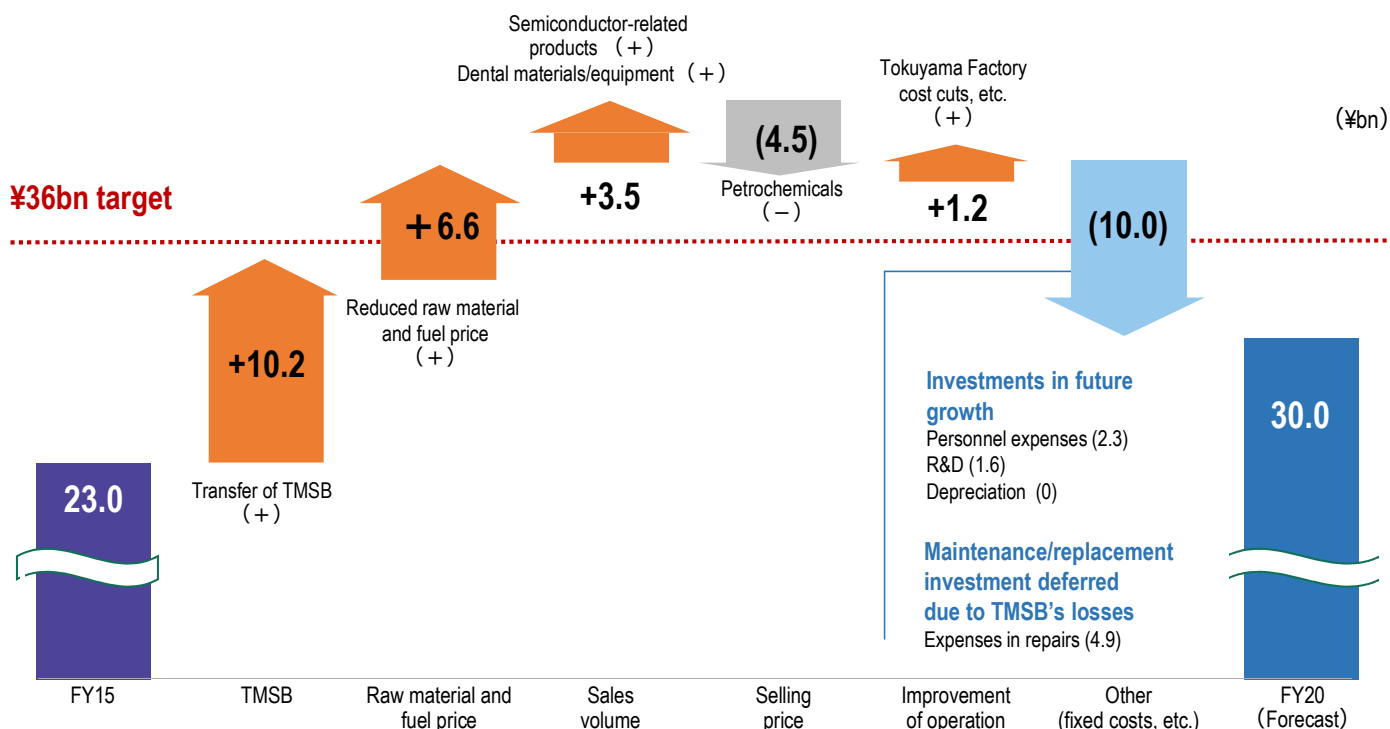 Semiconductor-related
products （＋）
Dental materials/equipment （＋）
Tokuyama Factory
cost cuts, etc.
（＋）
（¥bn）
(4.5)
Petrochemicals
（－）
+3.5
+1.2
¥36bn target
＋6.6
(10.0)
Reduced raw material
and fuel price
（＋）
+10.2
Transfer of TMSB
（＋）
23.0
Investments in future
growth
Personnel expenses (2.3)
R&D (1.6)
Depreciation (0)
Maintenance/replacement
investment deferred
due to TMSB's losses
Expenses in repairs (4.9)
30.0
FY15
TMSB
Raw material and
fuel price
Sales
volume
Selling
price
Improvement
of operation
Other
(fixed costs, etc.)
FY20
（Forecast）